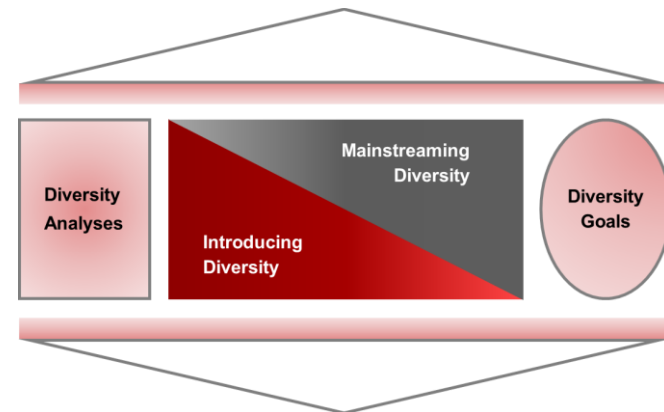 Diversity
Analyses
Mainstreaming
Diversity
Introducing
Diversity
Diversity
Goals